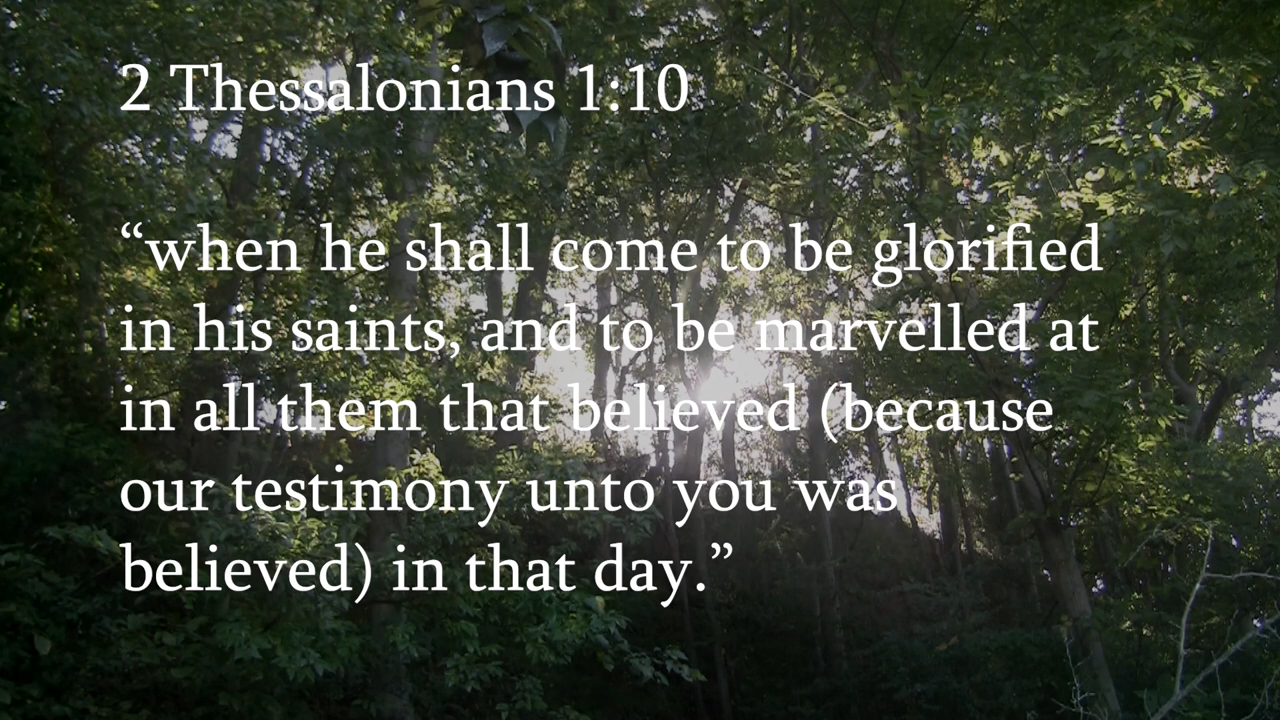 2 Thessalonians 1:10
“when he shall come to be glorified
in his saints, and to be marvelled at
in all them that believed (because
our testimony unto you was
believed) in that day.”